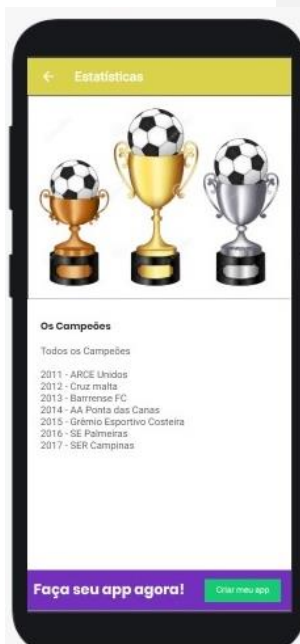 Estatísticas
Os Campeões
Todos os Campeões
2011 - ARCE Unidos
2012 - Cruz malta
2013 - Barrrense FC
2014 - AA Ponta das Canas
2015 - Grêmio Esportivo Costeira
2016 - SE Palmeiras
2017 - SER Campinas
Faça seu app agora!
Criar meu app